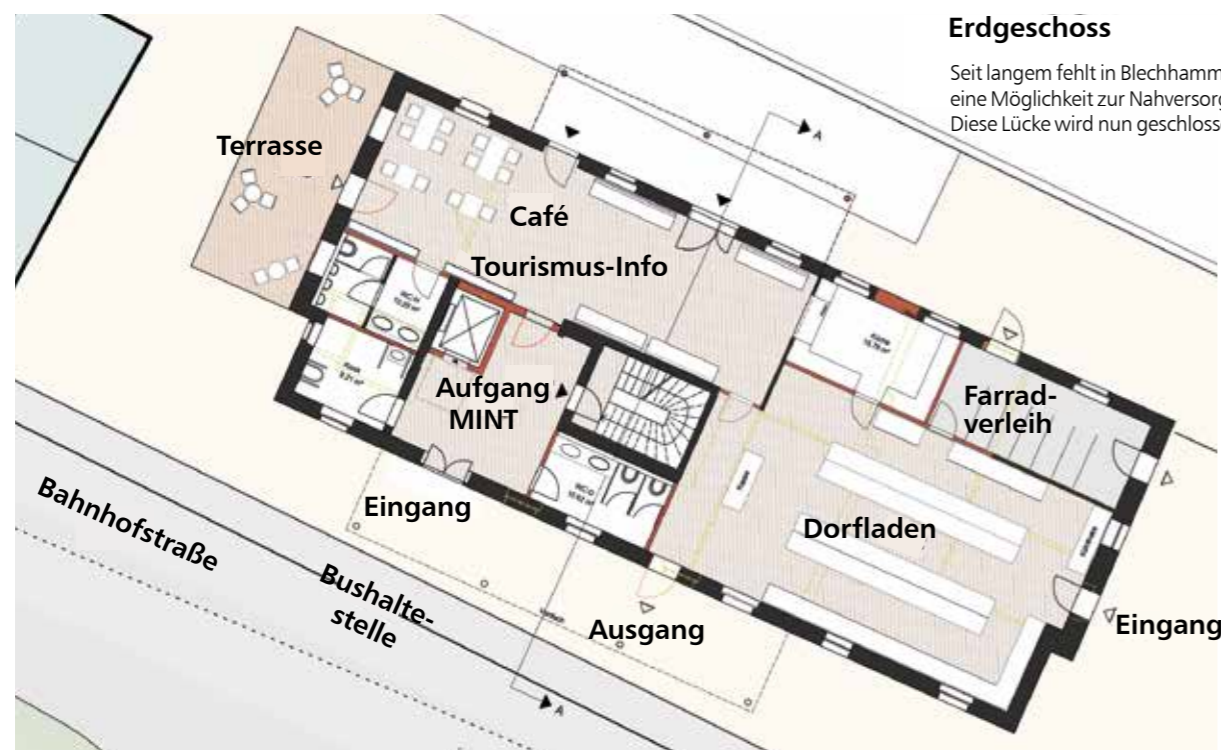 Erdgeschoss
Seit langem fehlt in Blechhamm
eine Möglichkeit zur Nahversorg
Diese Lücke wird nun geschloss
Terrasse
A
Café
Tourismus-Info
WC-H
Aufgang
MINT
Farrad-
verleih
Eingang
Dorfladen
Bahnhofstraße
Bushalte-
stelle
Ausgang
Eingang
A